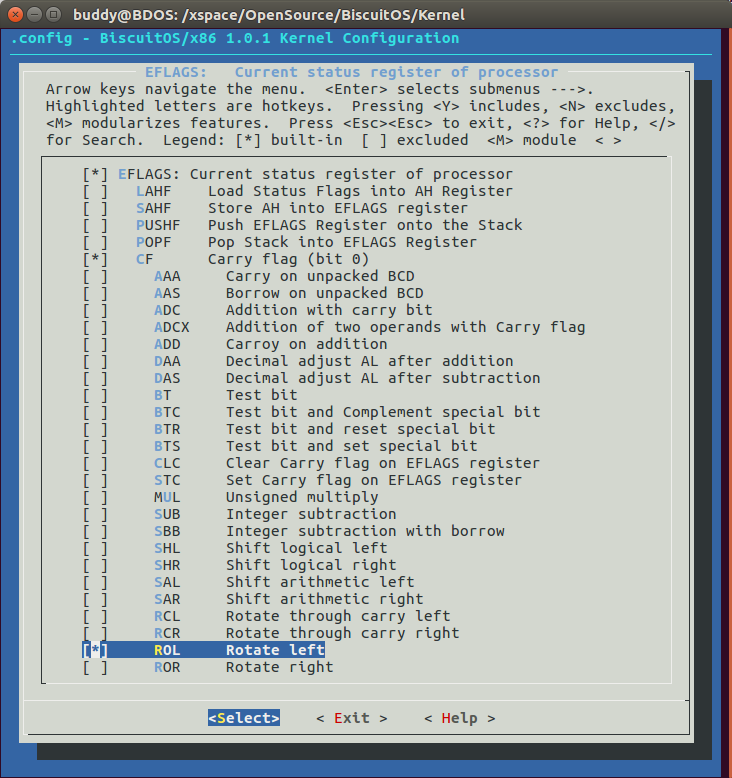 buddy@BDOS: /xspace/OpenSource/BiscuitOS/Kernel
.config - BiscuitOS/x86 1.0.1 Kernel Configuration
EFLAGS:   Current status register of processor
Arrow keys navigate the menu.  <Enter> selects submenus --->.
Highlighted letters are hotkeys.  Pressing <Y> includes, <N> excludes,
<M> modularizes features.  Press <Esc><Esc> to exit, <?> for Help, </>
for Search.  Legend: [*] built-in  [ ] excluded  <M> module  < >
[*] EFLAGS: Current status register of processor
[ ]   LAHF    Load Status Flags into AH Register
[ ]   SAHF    Store AH into EFLAGS register
[ ]   PUSHF   Push EFLAGS Register onto the Stack
[ ]   POPF    Pop Stack into EFLAGS Register
[*]   CF      Carry flag (bit 0)
[ ]     AAA     Carry on unpacked BCD
[ ]     AAS     Borrow on unpacked BCD
[ ]     ADC     Addition with carry bit
[ ]     ADCX    Addition of two operands with Carry flag
[ ]     ADD     Carroy on addition
[ ]     DAA     Decimal adjust AL after addition
[ ]     DAS     Decimal adjust AL after subtraction
[ ]     BT      Test bit
[ ]     BTC     Test bit and Complement special bit
[ ]     BTR     Test bit and reset special bit
[ ]     BTS     Test bit and set special bit
[ ]     CLC     Clear Carry flag on EFLAGS register
[ ]     STC     Set Carry flag on EFLAGS register
[ ]     MUL     Unsigned multiply
[ ]     SUB     Integer subtraction
[ ]     SBB     Integer subtraction with borrow
[ ]     SHL     Shift logical left
[ ]     SHR     Shift logical right
[ ]     SAL     Shift arithmetic left
[ ]     SAR     Shift arithmetic right
[ ]     RCL     Rotate through carry left
[ ]     RCR     Rotate through carry right
[*]     ROL     Rotate left
[ ]     ROR     Rotate right
<Select>    < Exit >    < Help >